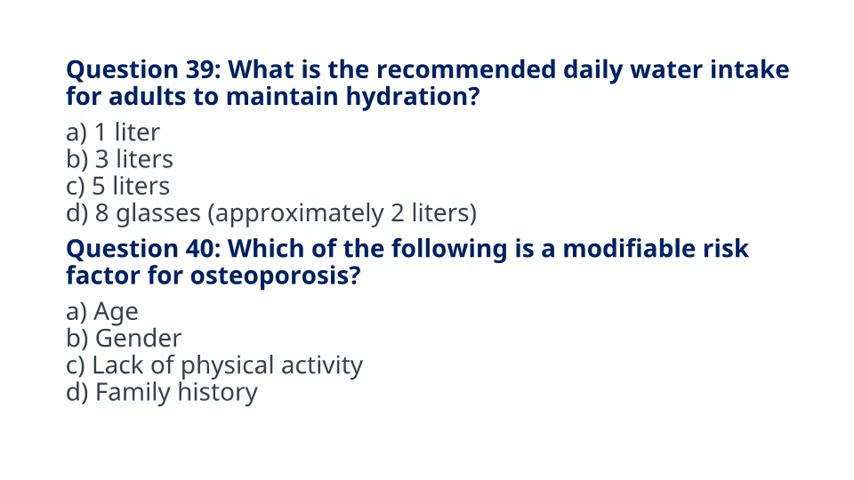 Question 39: What is the recommended daily water intake
for adults to maintain hydration?
a) 1 liter
b) 3 liters
c) 5 liters
d) 8 glasses (approximately 2 liters)
Question 40: Which of the following is a modifiable risk
factor for osteoporosis?
a) Age
b) Gender
c) Lack of physical activity
d) Family history